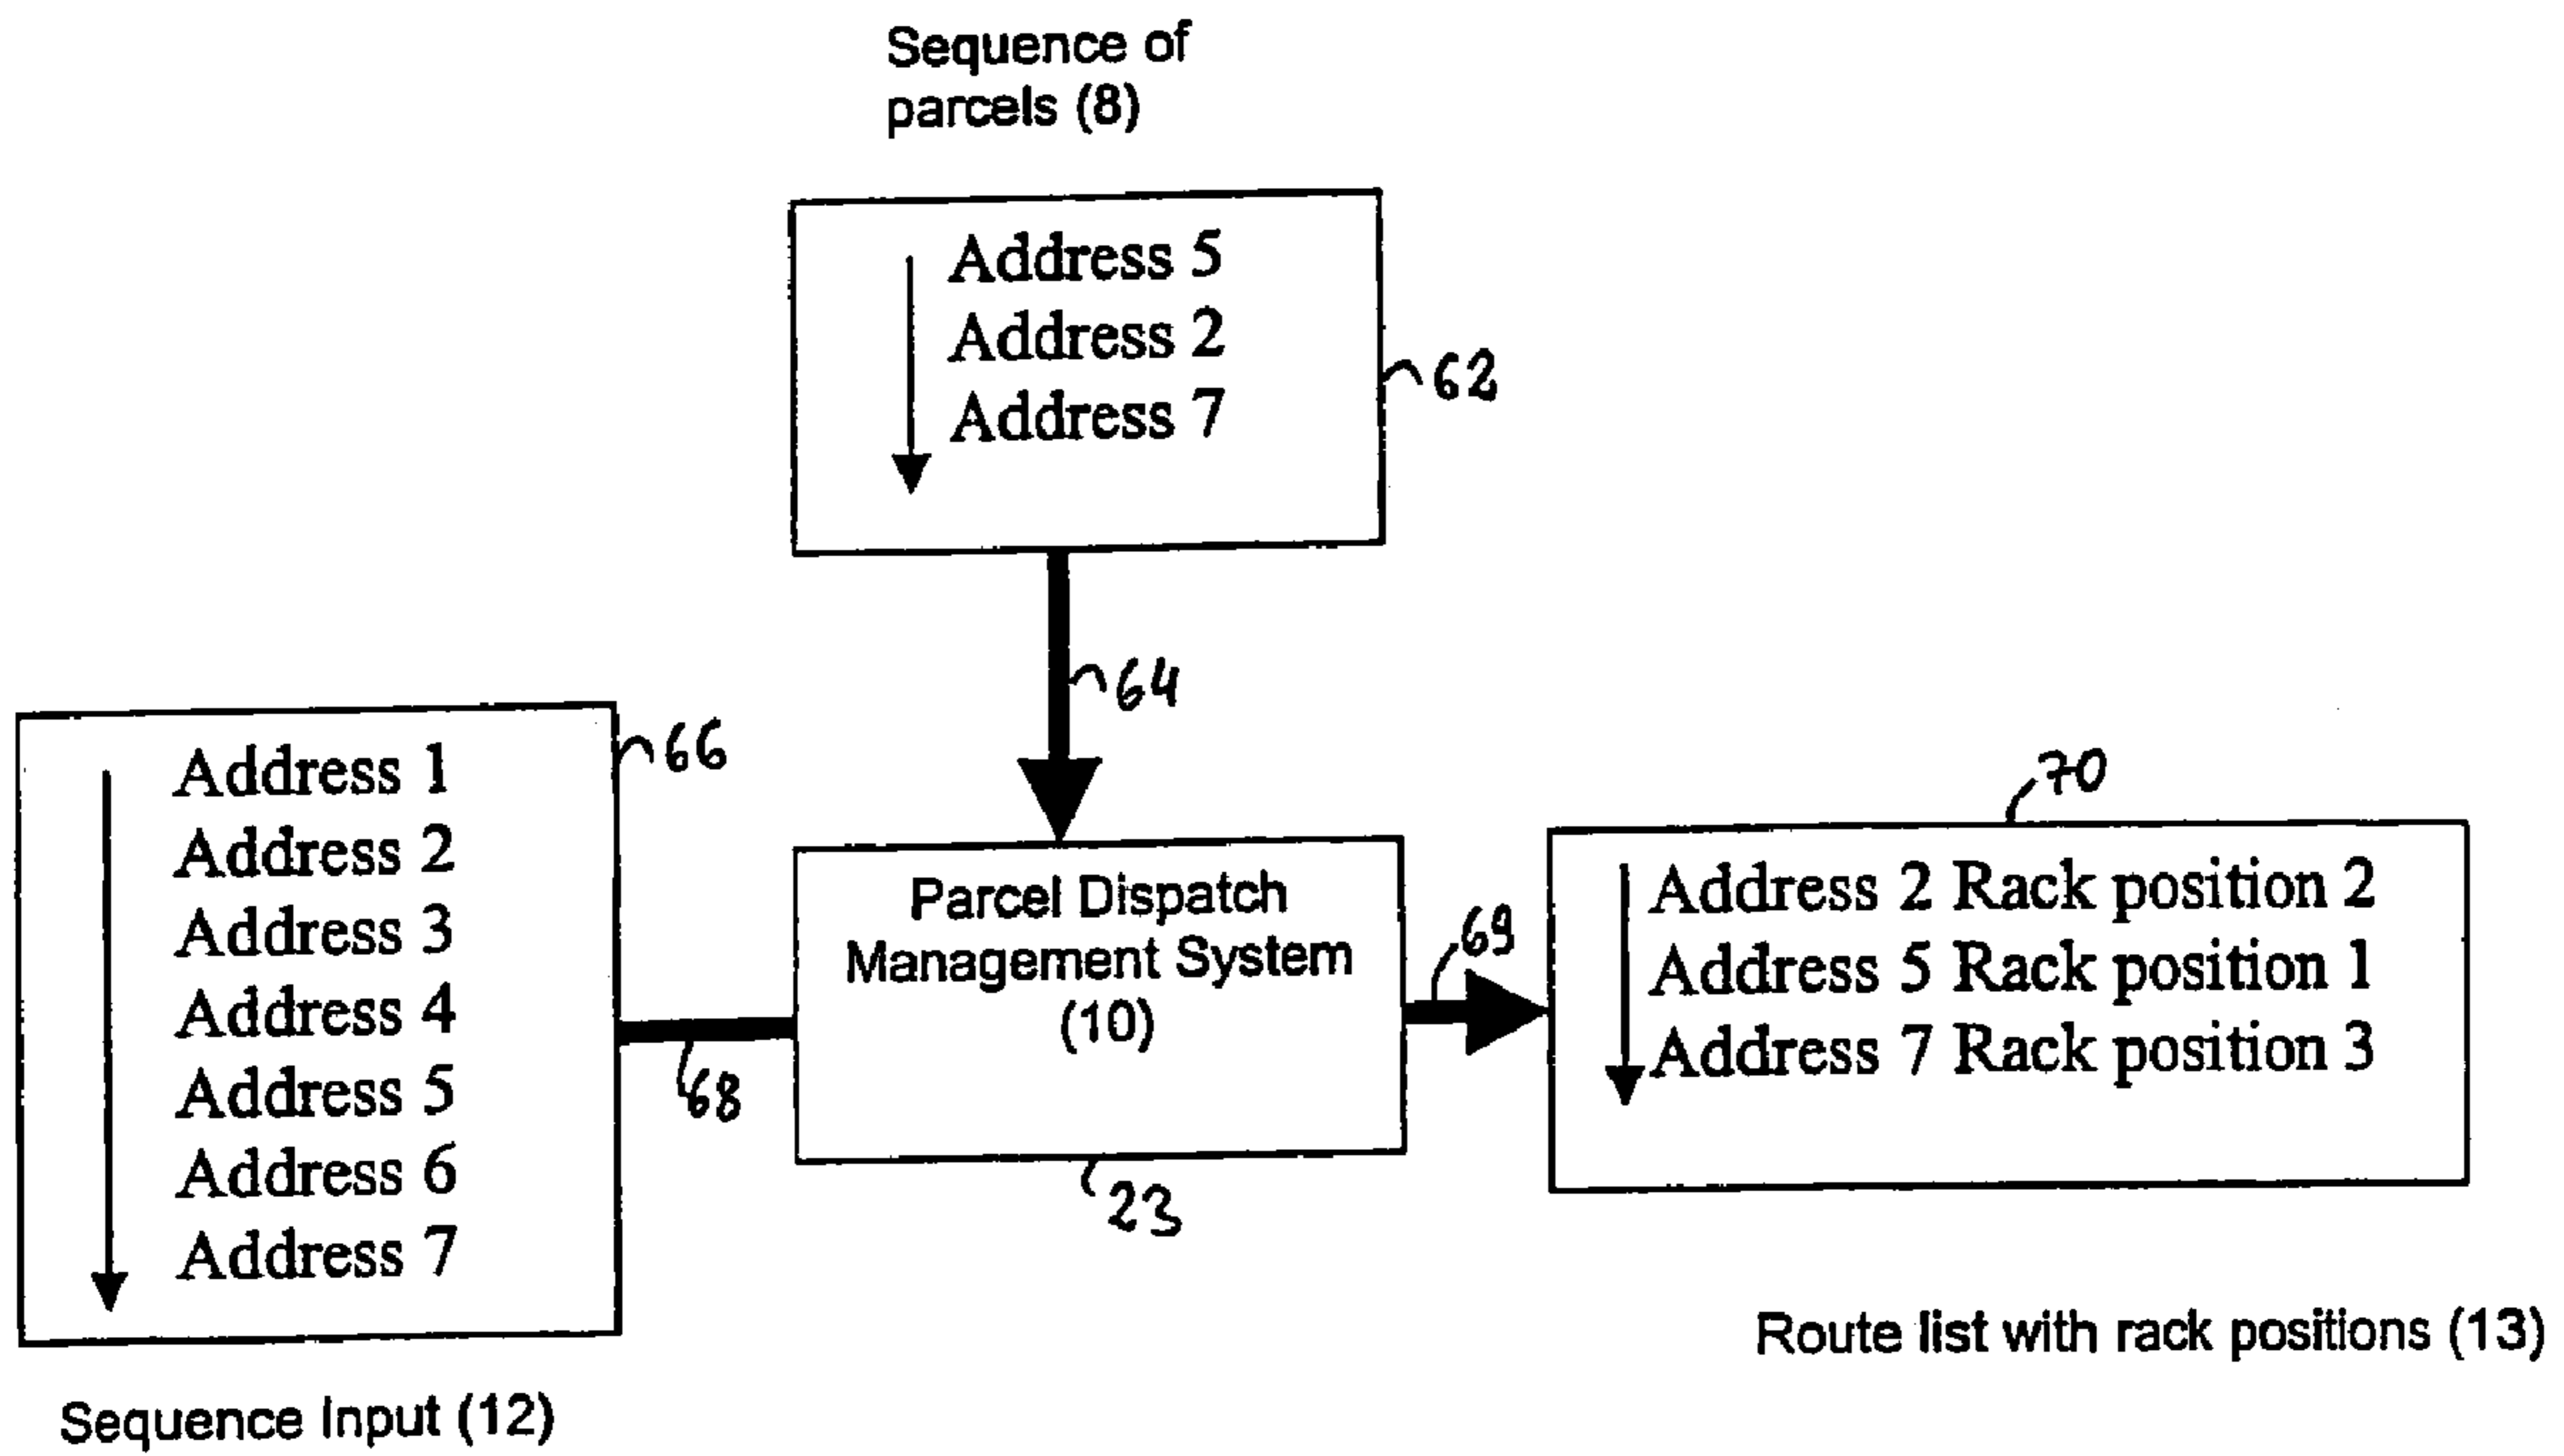 Sequence of
parcels (8)
Address 5
Address 2
Address 7
62
64
Address 1
Address 2
Address 3
Address 4
Address 5
Address 6
Address 7
66
68
Sequence Input (12)
Parcel Dispatch
Management System
(10)
23
69
70
Address 2 Rack position 2
Address 5 Rack position 1
Address 7 Rack position 3
Route list with rack positions (13)